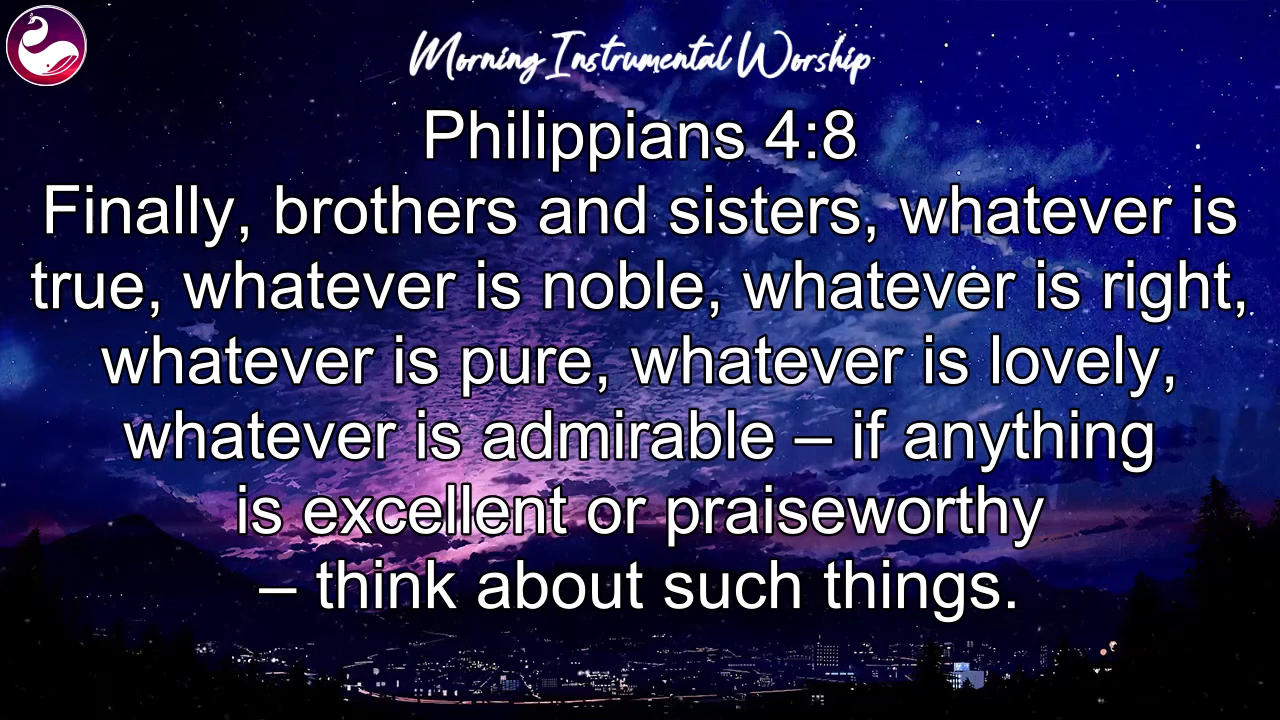 Morning Instrumental Worship
Philippians 4:8
Finally, brothers and sisters, whatever is
true, whatever is noble, whatever is right,
whatever is pure, whatever is lovely,
whatever is admirable – if anything
is excellent or praiseworthy
– think about such things.